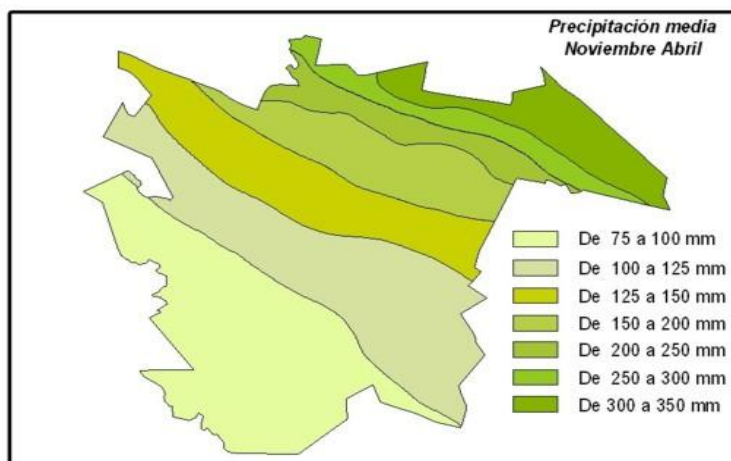 Precipitación media
Noviembre Abril
De 75 a 100 mm
De 100 a 125 mm
De 125 a 150 mm
De 150 a 200 mm
De 200 a 250 mm
De 250 a 300 mm
De 300 a 350 mm